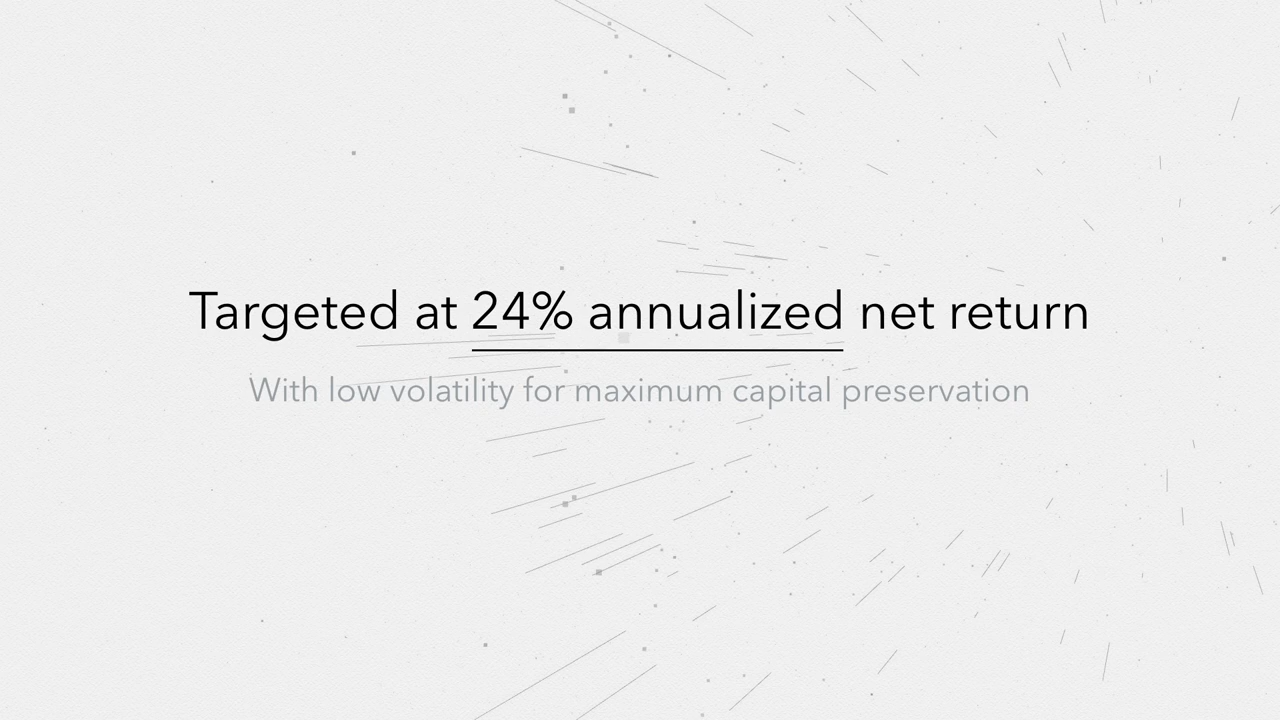 Targeted at 24% annualized net return
With low volatility for maximum capital preservation